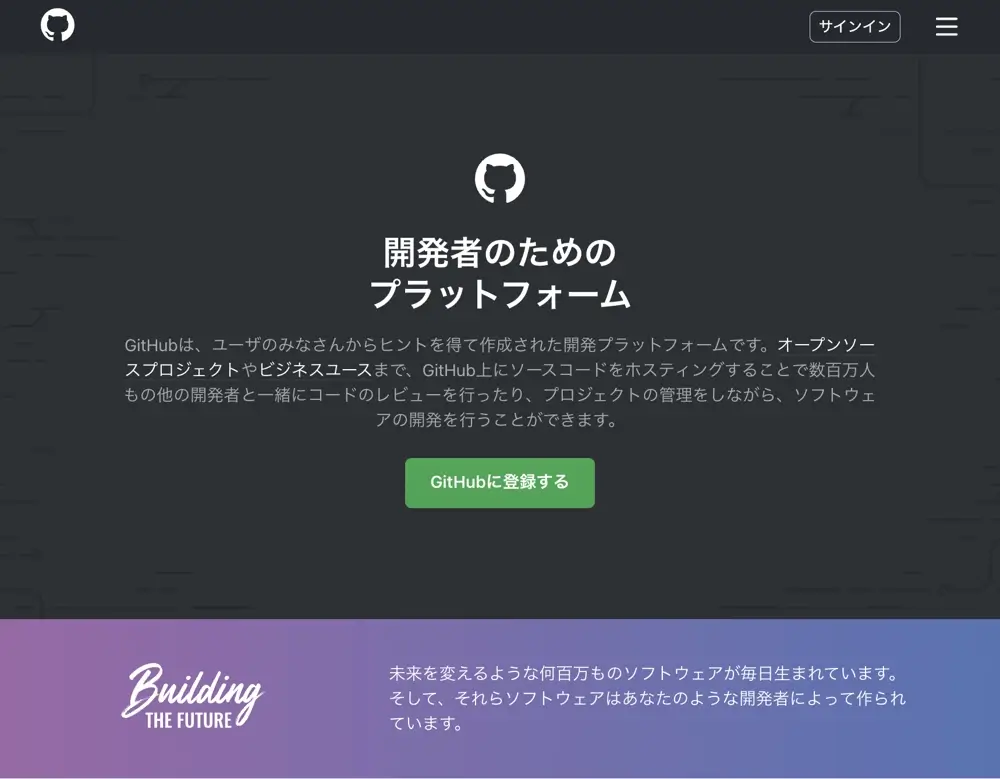 サインイン
開発者のための
プラットフォーム
GitHubは、ユーザのみなさんからヒントを得て作成された開発プラットフォームです。オープンソー
スプロジェクトやビジネスユースまで、GitHub上にソースコードをホスティングすることで数百万人
もの他の開発者と一緒にコードのレビューを行ったり、プロジェクトの管理をしながら、ソフトウェ
アの開発を行うことができます。
GitHubに登録する
Building
THE FUTURE
未来を変えるような何百万ものソフトウェアが毎日生まれています。
そして、それらソフトウェアはあなたのような開発者によって作られ
ています。